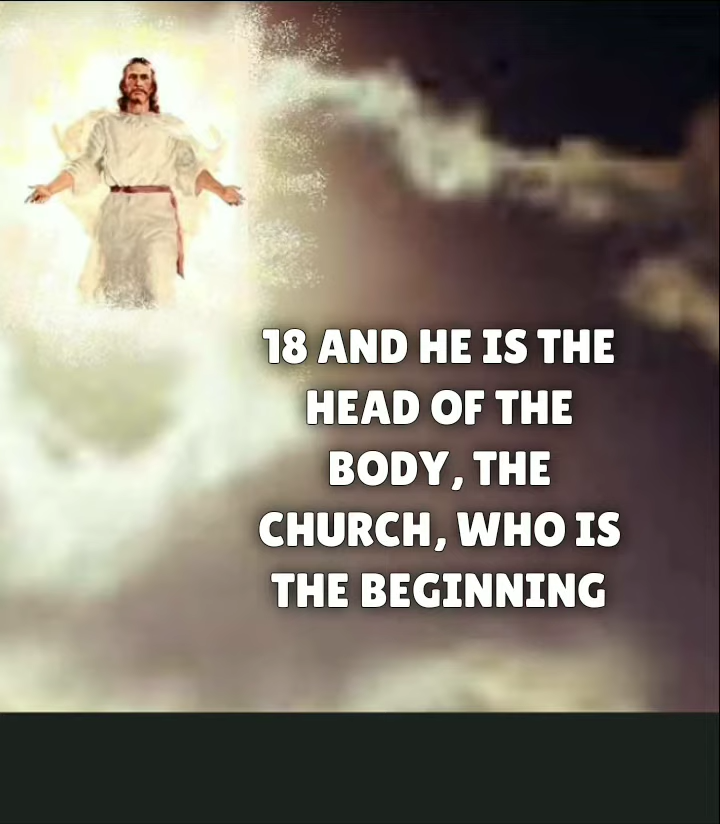 18 AND HE IS THE
HEAD OF THE
BODY, THE
CHURCH, WHO IS
THE BEGINNING